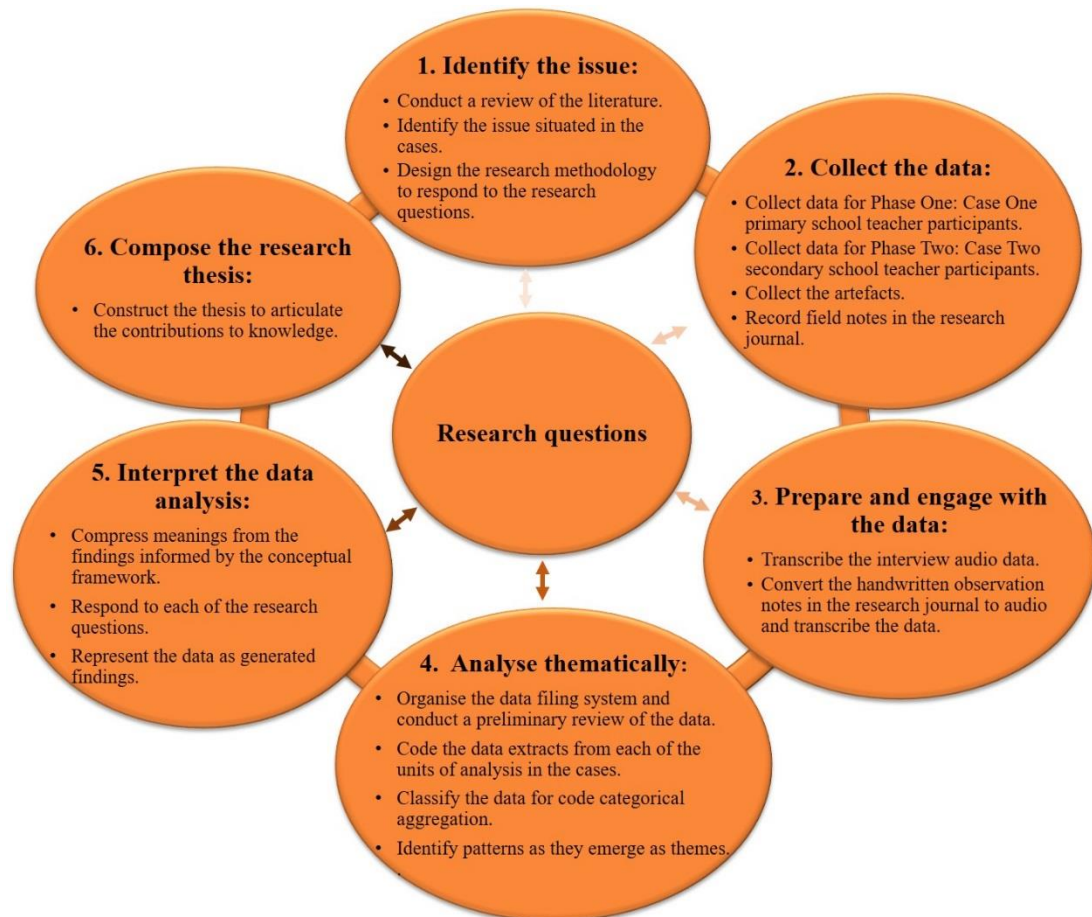 1. Identify the issue:
• Conduct a review of the literature.
• Identify the issue situated in the
cases.
• Design the research methodology
to respond to the research
questions.
2. Collect the data:
• Collect data for Phase One: Case One
primary school teacher participants.
• Collect data for Phase Two: Case Two
secondary school teacher participants.
• Collect the artefacts.
• Record field notes in the research
journal.
3. Prepare and engage with
the data:
• Transcribe the interview audio data.
• Convert the handwritten observation
notes in the research journal to audio
and transcribe the data.
4. Analyse thematically:
• Organise the data filing system and
conduct a preliminary review of the data.
• Code the data extracts from each of the
units of analysis in the cases.
• Classify the data for code categorical
aggregation.
• Identify patterns as they emerge as themes.
.
5. Interpret the data
analysis:
• Compress meanings from the
findings informed by the conceptual
framework.
• Respond to each of the research
questions.
• Represent the data as generated
findings.
6. Compose the research
thesis:
• Construct the thesis to articulate
the contributions to knowledge.
Research questions